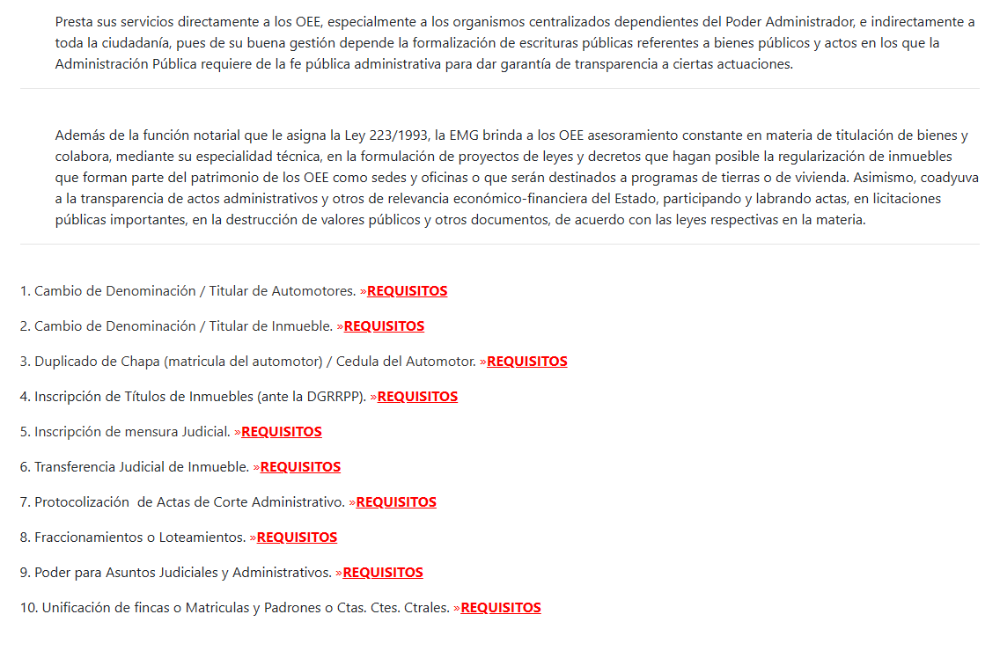 Presta sus servicios directamente a los OEE, especialmente a los organismos centralizados dependientes del Poder Administrador, e indirectamente a
toda la ciudadanía, pues de su buena gestión depende la formalización de escrituras públicas referentes a bienes públicos y actos en los que la
Administración Pública requiere de la fe pública administrativa para dar garantía de transparencia a ciertas actuaciones.
Además de la función notarial que le asigna la Ley 223/1993, la EMG brinda a los OEE asesoramiento constante en materia de titulación de bienes y
colabora, mediante su especialidad técnica, en la formulación de proyectos de leyes y decretos que hagan posible la regularización de inmuebles
que forman parte del patrimonio de los OEE como sedes y oficinas o que serán destinados a programas de tierras o de vivienda. Asimismo, coadyuva
a la transparencia de actos administrativos y otros de relevancia económico-financiera del Estado, participando y labrando actas, en licitaciones
públicas importantes, en la destrucción de valores públicos y otros documentos, de acuerdo con las leyes respectivas en la materia.
1. Cambio de Denominación / Titular de Automotores. »REQUISITOS
2. Cambio de Denominación / Titular de Inmueble. »REQUISITOS
3. Duplicado de Chapa (matricula del automotor) / Cedula del Automotor. »REQUISITOS
4. Inscripción de Títulos de Inmuebles (ante la DGRRPP). »REQUISITOS
5. Inscripción de mensura Judicial. »REQUISITOS
6. Transferencia Judicial de Inmueble. »REQUISITOS
7. Protocolización  de Actas de Corte Administrativo. »REQUISITOS
8. Fraccionamientos o Loteamientos. »REQUISITOS
9. Poder para Asuntos Judiciales y Administrativos. »REQUISITOS
10. Unificación de fincas o Matriculas y Padrones o Ctas. Ctes. Ctrales. »REQUISITOS